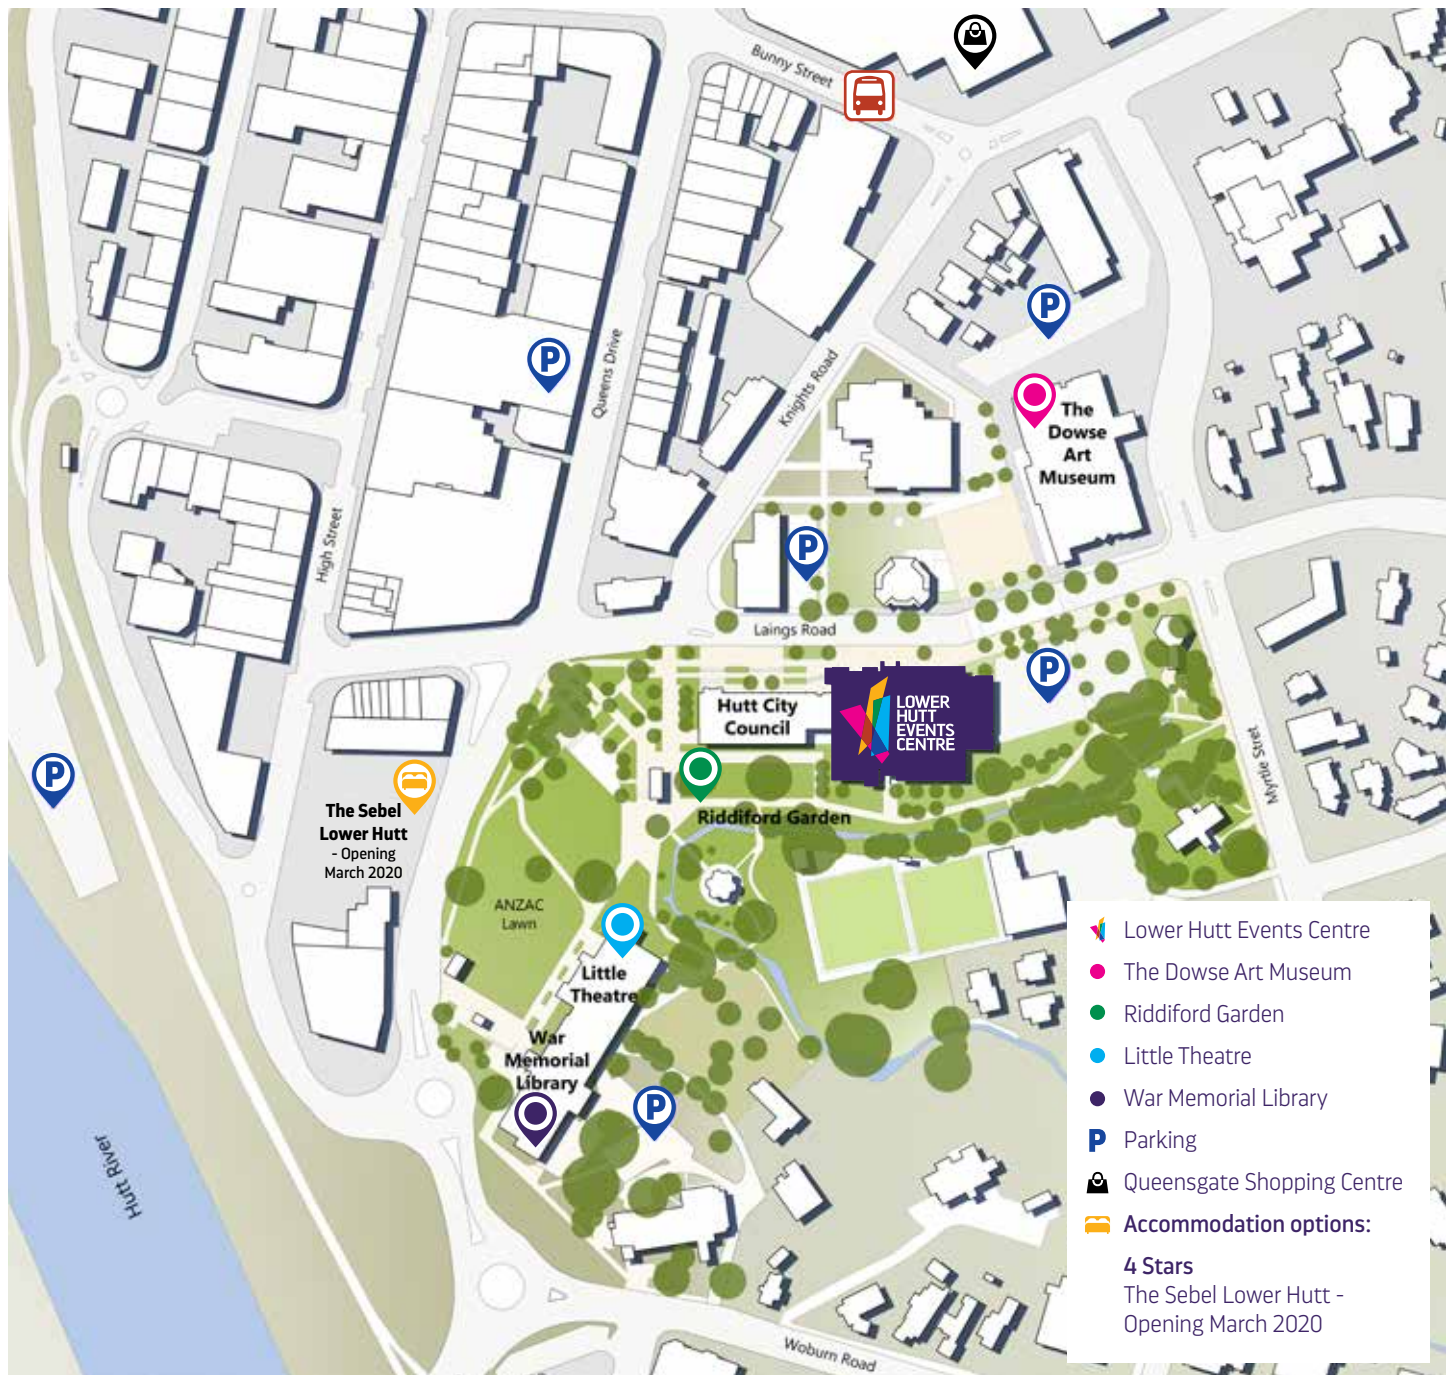 Bunny Street
Queens Drive
Knights Road
P
P
The
Dowse
Art
Museum
High Street
P
Laings Road
P
Hutt City
Council
LOWER
HUTT
EVENTS
CENTRE
Myrtle Street
P
The Sebel
Lower Hutt
- Opening
March 2020
Riddiford Garden
ANZAC
Lawn
Little
Theatre
War
Memorial
Library
P
Hutt River
Woburn Road
Lower Hutt Events Centre
The Dowse Art Museum
Riddiford Garden
Little Theatre
War Memorial Library
P Parking
Queensgate Shopping Centre
Accommodation options:
4 Stars
The Sebel Lower Hutt -
Opening March 2020